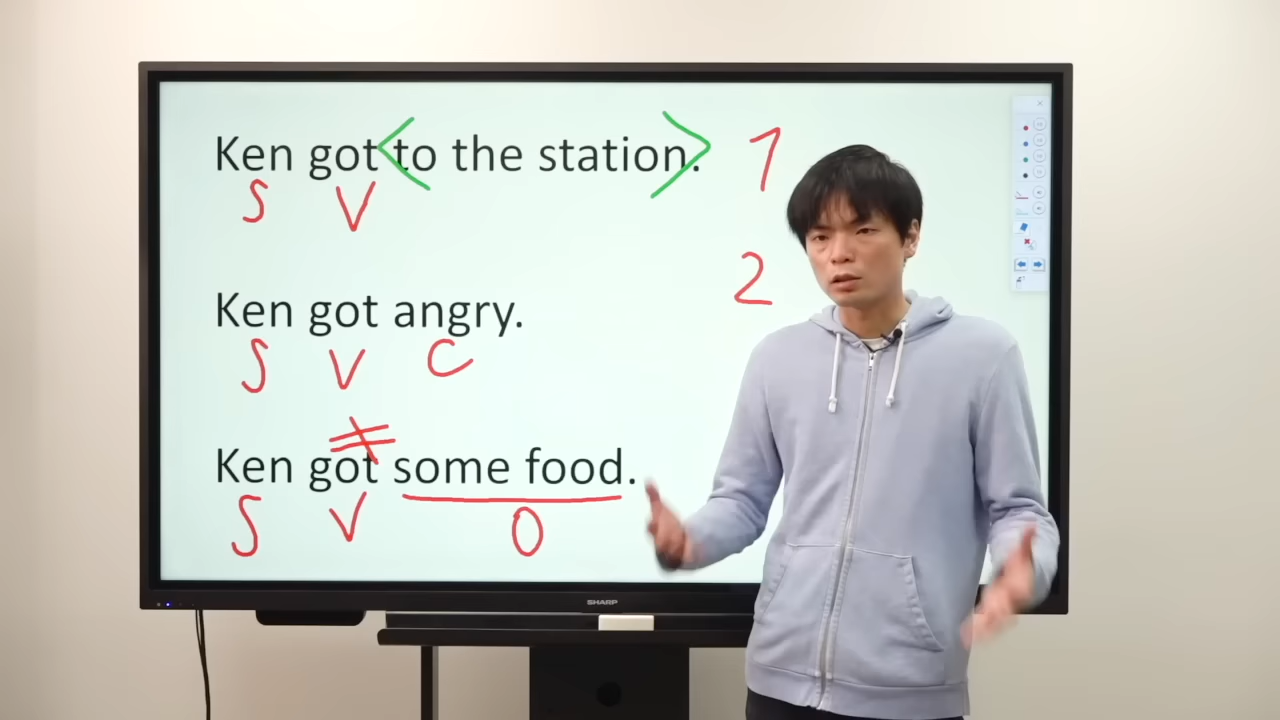 Ken got <to the station>. 1
S V
2
Ken got angry.
S V C
≠
Ken got some food.
S V O
SHARP